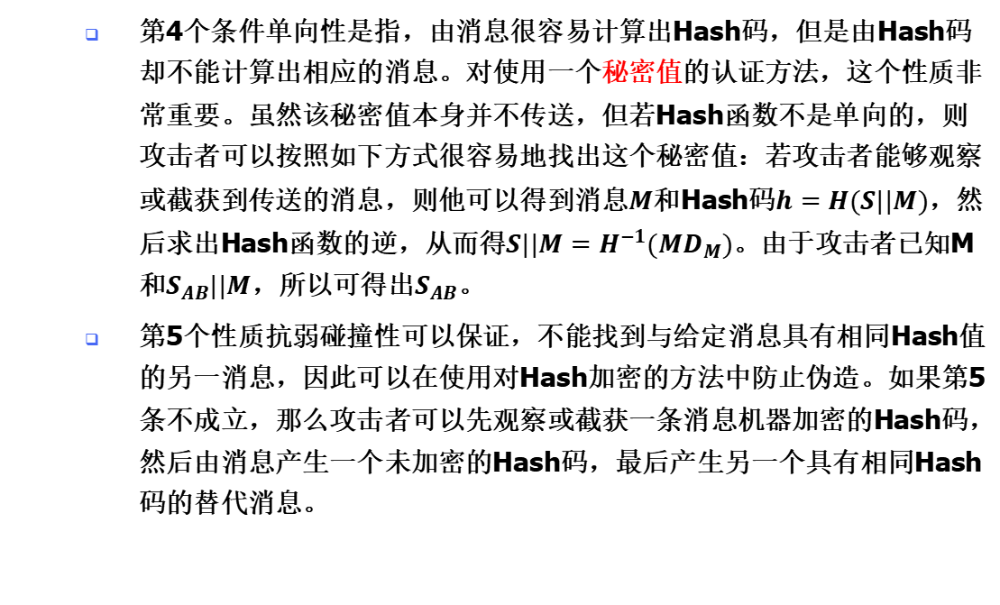 第4个条件单向性是指，由消息很容易计算出Hash码，但是由Hash码
却不能计算出相应的消息。对使用一个秘密值的认证方法，这个性质非
常重要。虽然该秘密值本身并不传送，但若Hash函数不是单向的，则
攻击者可以按照如下方式很容易地找出这个秘密值：若攻击者能够观察
或截获到传送的消息，则他可以得到消息M和Hash码h = H(S||M)，然
后求出Hash函数的逆，从而得S||M = H⁻¹(MD_M)。由于攻击者已知M
和S_AB||M，所以可得出S_AB。
第5个性质抗弱碰撞性可以保证，不能找到与给定消息具有相同Hash值
的另一消息，因此可以在使用对Hash加密的方法中防止伪造。如果第5
条不成立，那么攻击者可以先观察或截获一条消息机器加密的Hash码，
然后由消息产生一个未加密的Hash码，最后产生另一个具有相同Hash
码的替代消息。